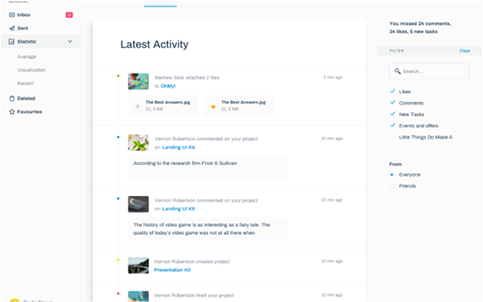 Inbox
Sent
Statistic
Average
Visualisation
Recent
Deleted
Favourites
Latest Activity
Mathew Slick attached 2 files
to OhMy!
5 min ago
The Best Answers.jpg
21, 3 MB
The Best Answers.jpg
21, 3 MB
Vernon Robertson commented on your project
on Landing UI Kit
10 min ago
According to the research firm Frost & Sullivan
Vernon Robertson commented on your project
on Landing UI Kit
10 min ago
The history of video game is as interesting as a fairy tale. The
quality of today's video game was not at all there when
Vernon Robertson created project
Presentation Kit
10 min ago
Vernon Robertson liked your project
10 min ago
You missed 24 comments,
24 likes, 5 new tasks
FILTER
Clear
Search...
Likes
Comments
New Tasks
Events and offers
Little Things Do Make A
From
Everyone
Friends